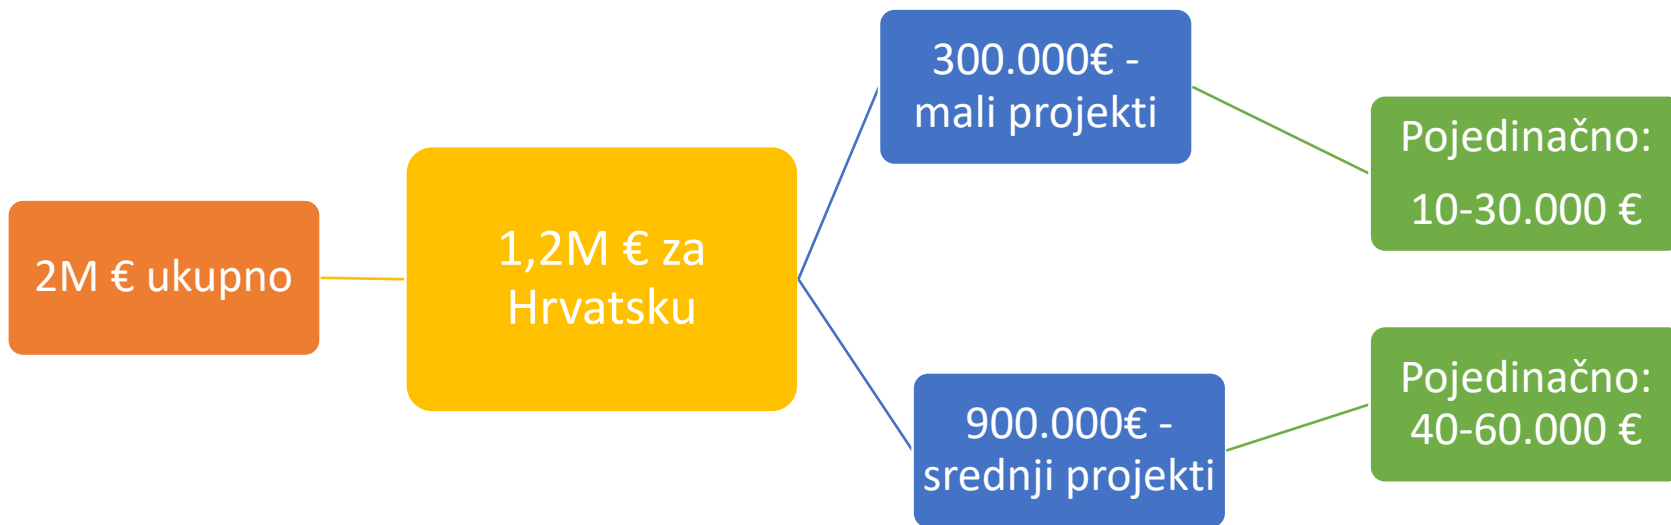 2M € ukupno
1,2M € za
Hrvatsku
300.000€ -
mali projekti
Pojedinačno:
10-30.000 €
900.000€ -
srednji projekti
Pojedinačno:
40-60.000 €